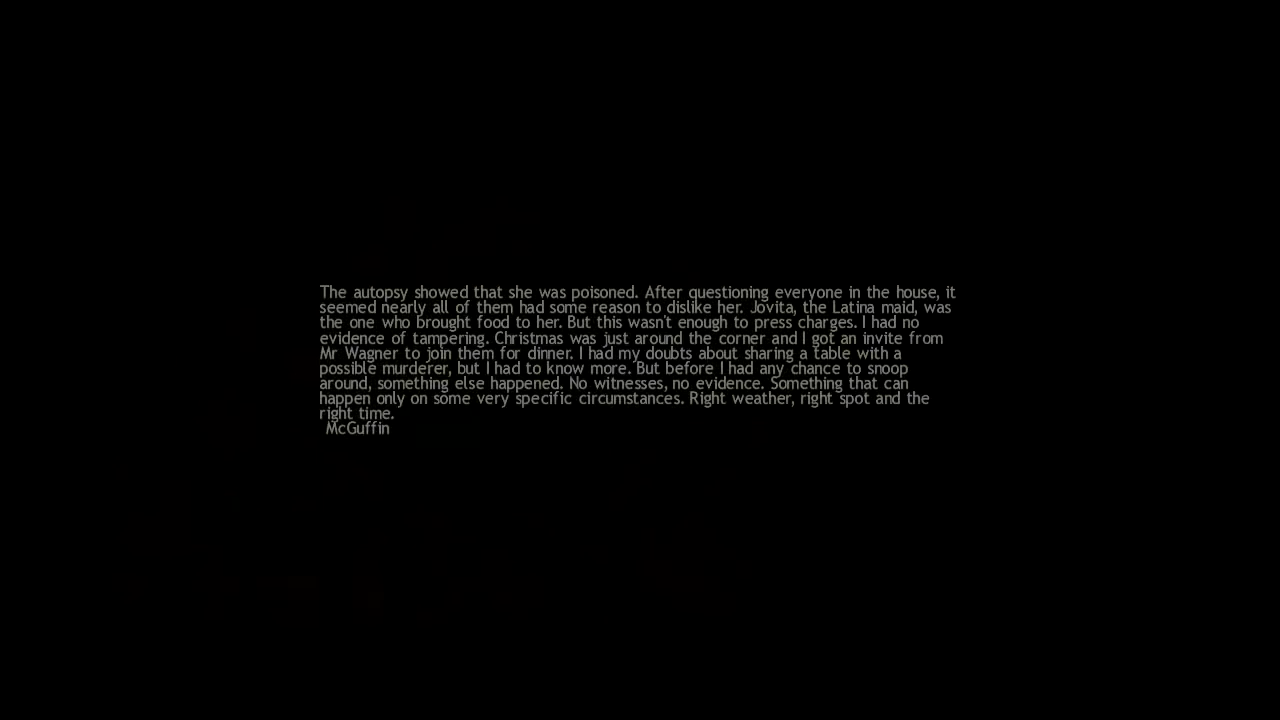 The autopsy showed that she was poisoned. After questioning everyone in the house, it
seemed nearly all of them had some reason to dislike her. Jovita, the Latina maid, was
the one who brought food to her. But this wasn't enough to press charges. I had no
evidence of tampering. Christmas was just around the corner and I got an invite from
Mr Wagner to join them for dinner. I had my doubts about sharing a table with a
possible murderer, but I had to know more. But before I had any chance to snoop
around, something else happened. No witnesses, no evidence. Something that can
happen only on some very specific circumstances. Right weather, right spot and the
right time.
McGuffin